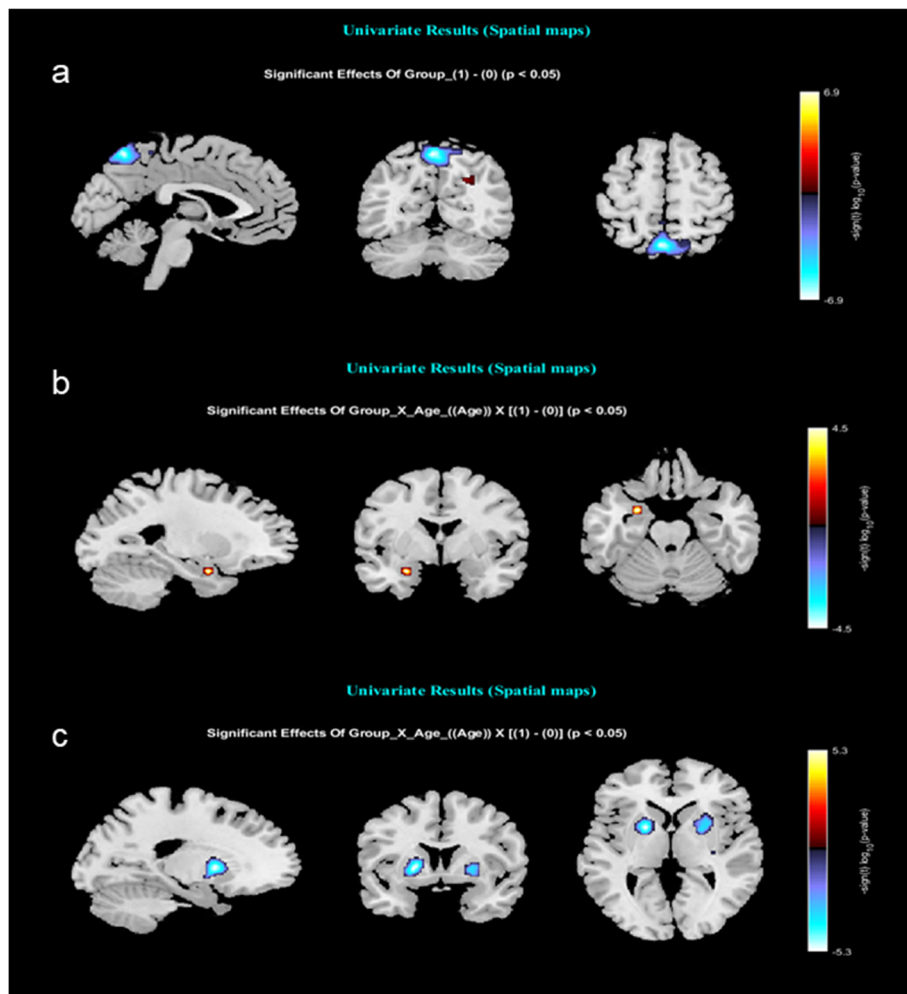 Univariate Results (Spatial maps)
a
Significant Effects Of Group_(1) - (0) (p < 0.05)
6.9
-sign(t) log10(p-value)
-6.9
Univariate Results (Spatial maps)
b
Significant Effects Of Group_X_Age_((Age)) X [(1) - (0)] (p < 0.05)
4.5
-sign(t) log10(p-value)
-4.5
Univariate Results (Spatial maps)
c
Significant Effects Of Group_X_Age_((Age)) X [(1) - (0)] (p < 0.05)
5.3
-sign(t) log10(p-value)
-5.3